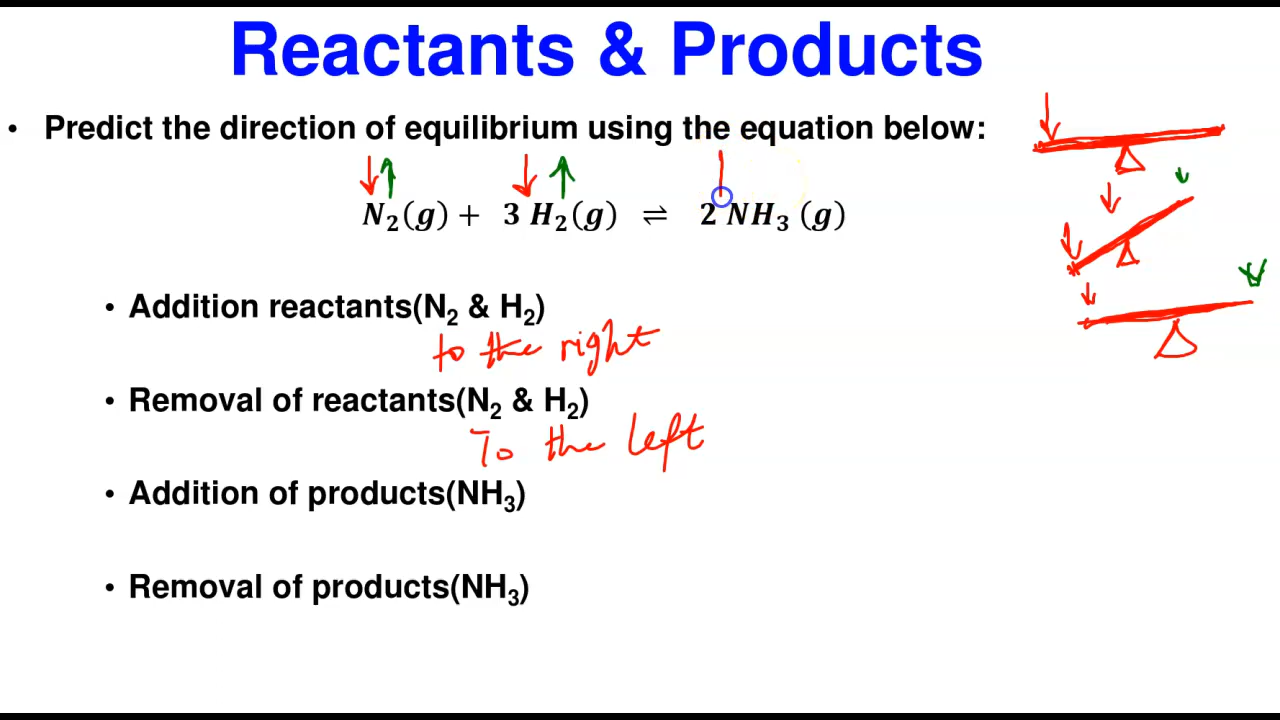 Reactants & Products
• Predict the direction of equilibrium using the equation below:
N₂(g) + 3 H₂(g) ⇌ 2 NH₃ (g)
• Addition reactants(N₂ & H₂)
to the right
• Removal of reactants(N₂ & H₂)
To the left
• Addition of products(NH₃)
• Removal of products(NH₃)